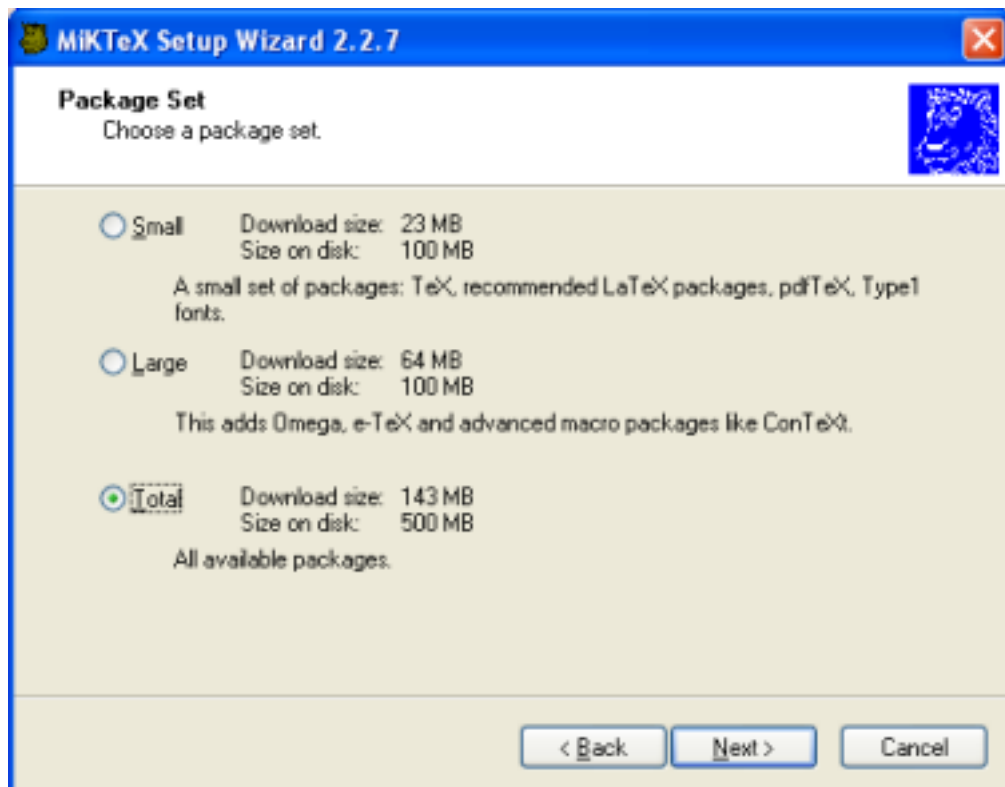 MiKTeX Setup Wizard 2.2.7
Package Set
Choose a package set.
Small Download size: 23 MB
Size on disk: 100 MB
A small set of packages: TeX, recommended LaTeX packages, pdfTeX, Type1
fonts.
Large Download size: 64 MB
Size on disk: 100 MB
This adds Omega, e-TeX and advanced macro packages like ConTeXt.
Total Download size: 143 MB
Size on disk: 500 MB
All available packages.
< Back Next > Cancel